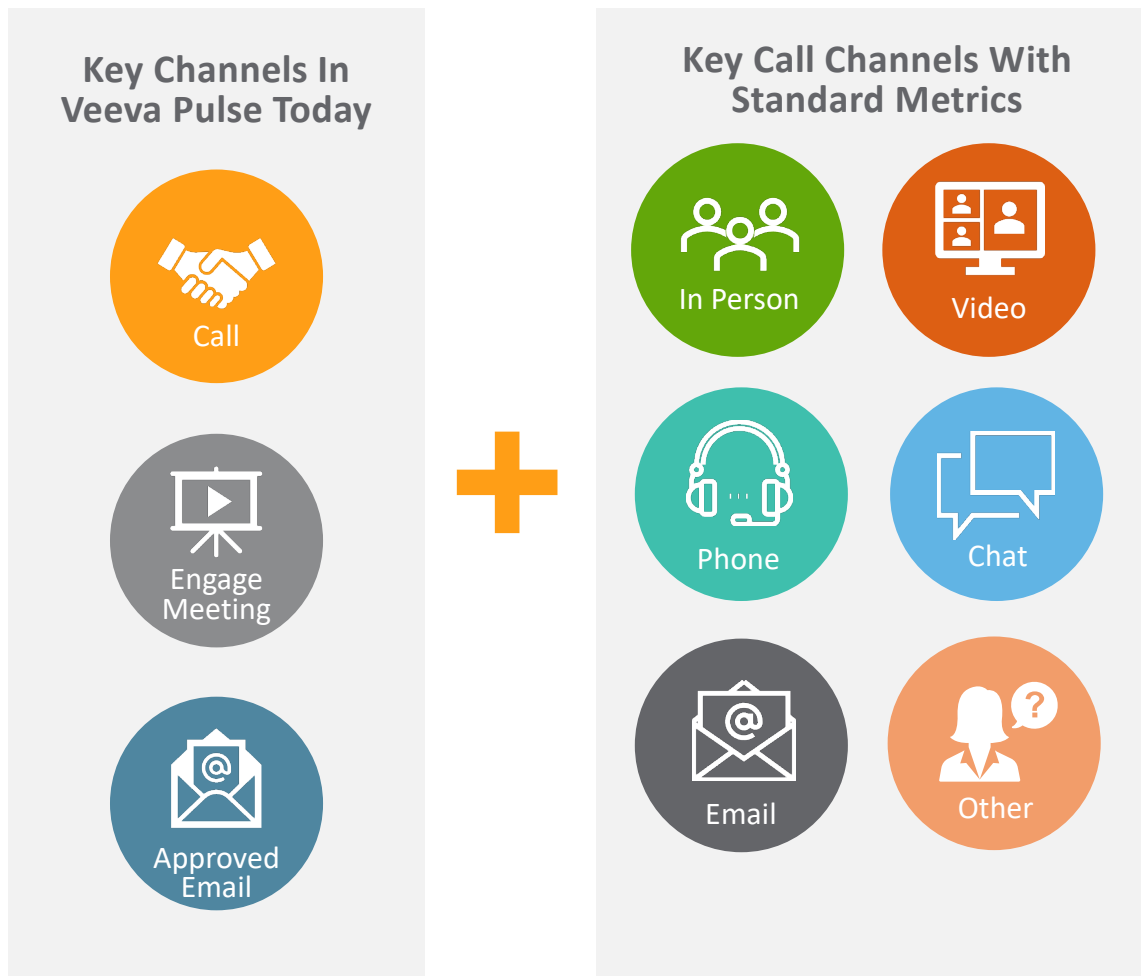 Key Channels In
Veeva Pulse Today
Call
Engage
Meeting
Approved
Email
Key Call Channels With
Standard Metrics
In Person
Video
Phone
Chat
Email
Other